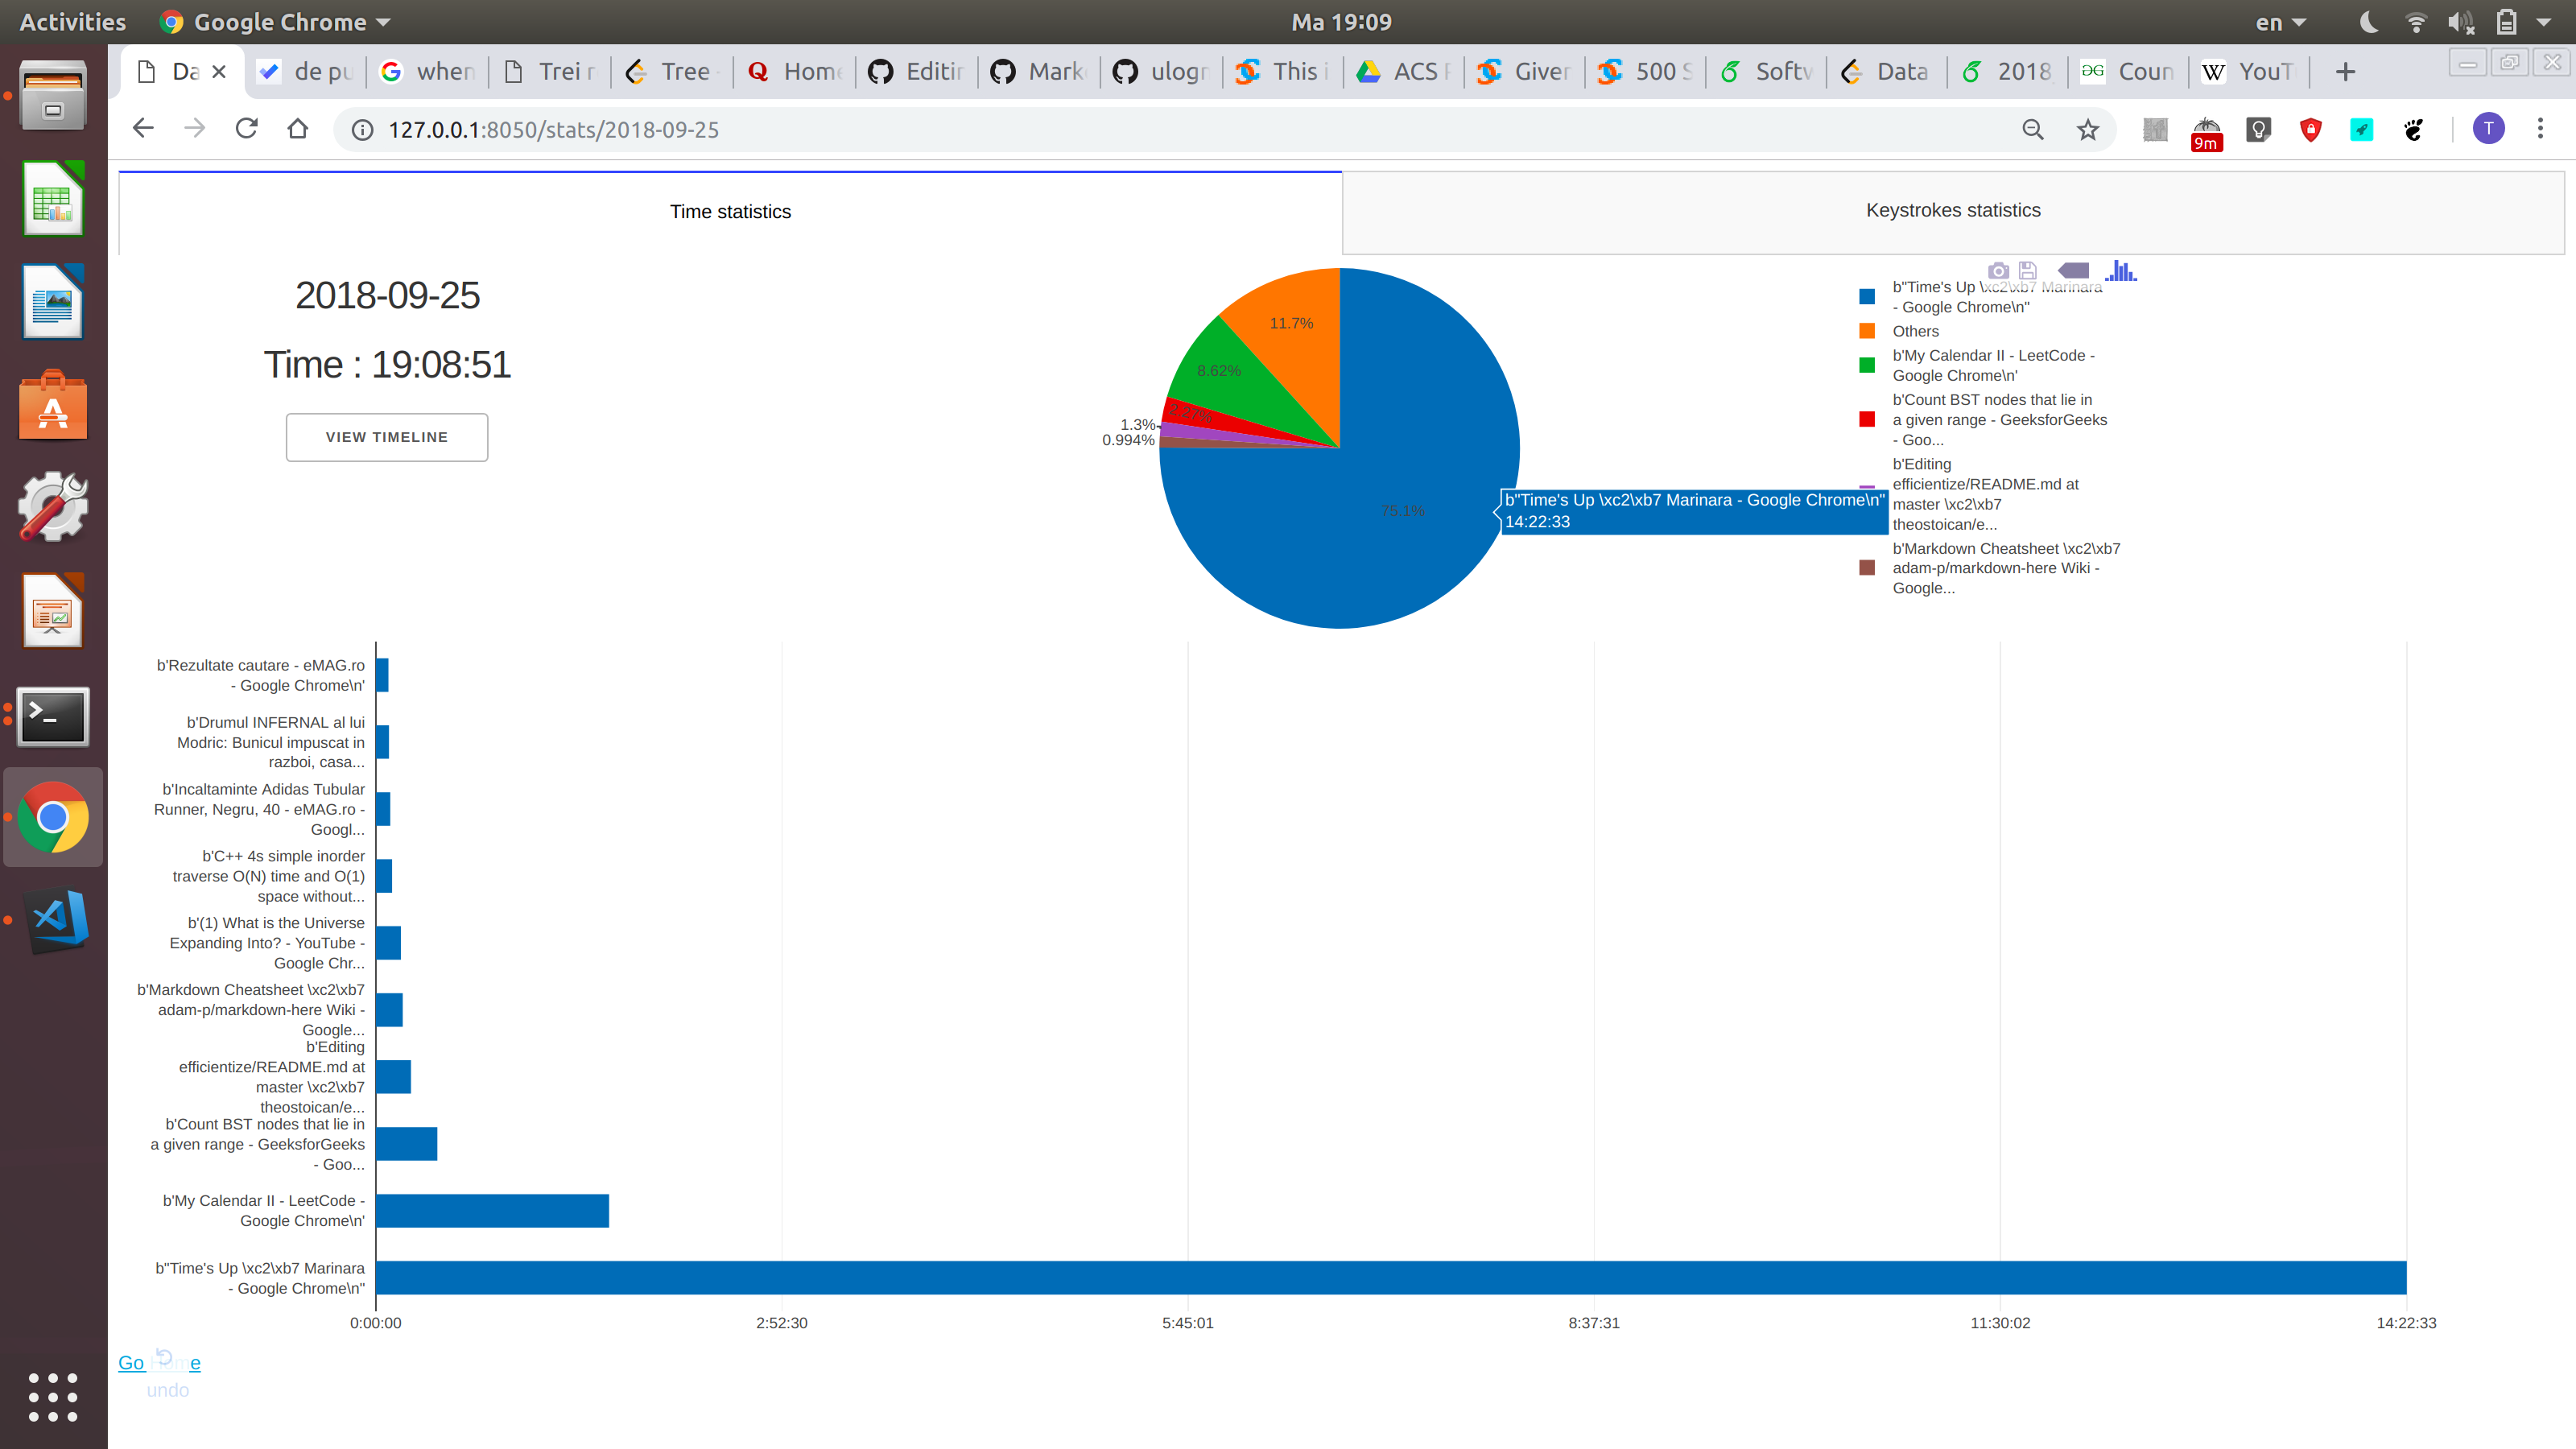 Activities
Google Chrome
Ma 19:09
en
Da
de pu
when
Trei r
Tree
Home
Editin
Mark
ulogn
This i
ACS
Given
500 S
Softw
Data
2018
Coun
YouT
127.0.0.1:8050/stats/2018-09-25
9m
T
Time statistics
Keystrokes statistics
2018-09-25
Time : 19:08:51
VIEW TIMELINE
11.7%
8.62%
2.27%
1.3%
0.994%
75.1%
b"Time's Up \xc2\xb7 Marinara - Google Chrome\n"
14:22:33
b"Time's Up \xc2\xb7 Marinara
- Google Chrome\n"
Others
b'My Calendar II - LeetCode -
Google Chrome\n'
b'Count BST nodes that lie in
a given range - GeeksforGeeks
- Goo...
b'Editing
efficientize/README.md at
master \xc2\xb7
theostoican/e...
b'Markdown Cheatsheet \xc2\xb7
adam-p/markdown-here Wiki -
Google...
b'Rezultate cautare - eMAG.ro
- Google Chrome\n'
b'Drumul INFERNAL al lui
Modric: Bunicul impuscat in
razboi, casa...
b'Incaltaminte Adidas Tubular
Runner, Negru, 40 - eMAG.ro -
Googl...
b'C++ 4s simple inorder
traverse O(N) time and O(1)
space without...
b'(1) What is the Universe
Expanding Into? - YouTube -
Google Chr...
b'Markdown Cheatsheet \xc2\xb7
adam-p/markdown-here Wiki -
Google...
b'Editing
efficientize/README.md at
master \xc2\xb7
theostoican/e...
b'Count BST nodes that lie in
a given range - GeeksforGeeks
- Goo...
b'My Calendar II - LeetCode -
Google Chrome\n'
b"Time's Up \xc2\xb7 Marinara
- Google Chrome\n"
0:00:00
2:52:30
5:45:01
8:37:31
11:30:02
14:22:33
Go Home
undo